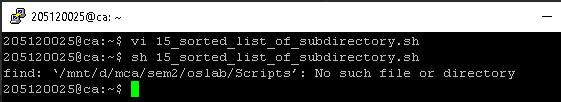 205120025@ca: ~
205120025@ca:~$ vi 15_sorted_list_of_subdirectory.sh
205120025@ca:~$ sh 15_sorted_list_of_subdirectory.sh
find: ‘/mnt/d/mca/sem2/oslab/Scripts’: No such file or directory
205120025@ca:~$